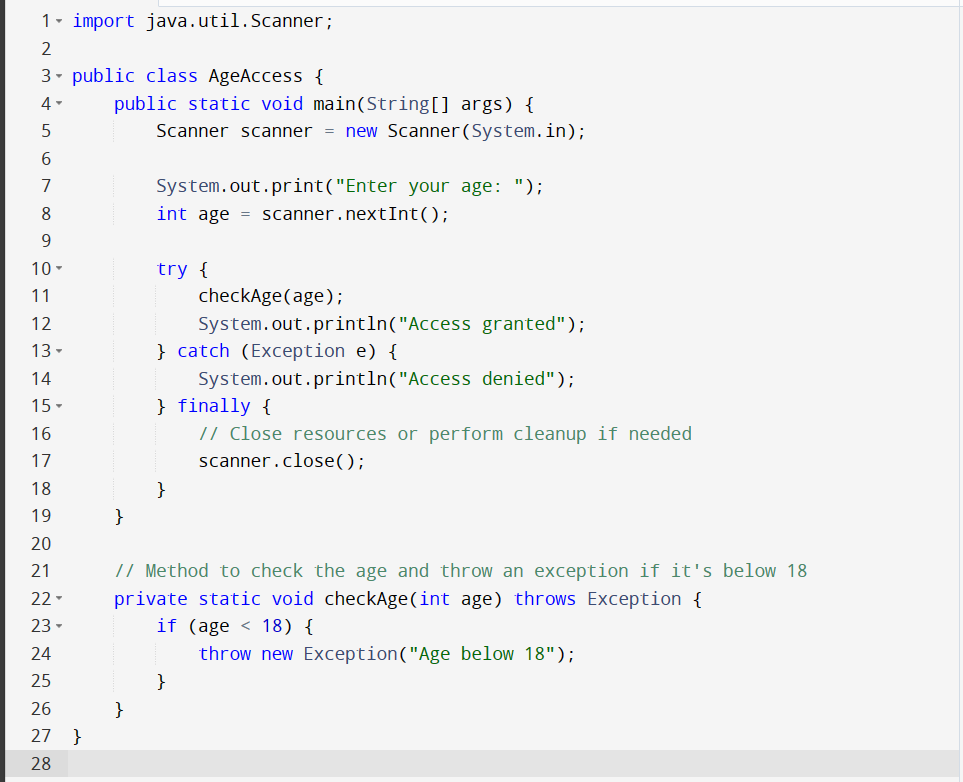 1 import java.util.Scanner;
2
3 public class AgeAccess {
4     public static void main(String[] args) {
5         Scanner scanner = new Scanner(System.in);
6
7         System.out.print("Enter your age: ");
8         int age = scanner.nextInt();
9
10         try {
11             checkAge(age);
12             System.out.println("Access granted");
13         } catch (Exception e) {
14             System.out.println("Access denied");
15         } finally {
16             // Close resources or perform cleanup if needed
17             scanner.close();
18         }
19     }
20
21     // Method to check the age and throw an exception if it's below 18
22     private static void checkAge(int age) throws Exception {
23         if (age < 18) {
24             throw new Exception("Age below 18");
25         }
26     }
27 }
28